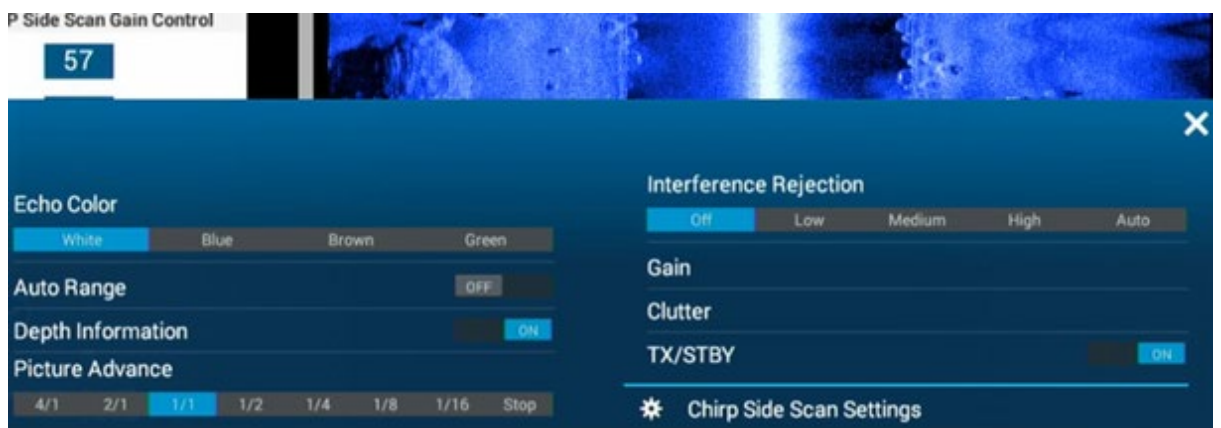 P Side Scan Gain Control
57
Echo Color
White Blue Brown Green
Auto Range OFF
Depth Information ON
Picture Advance
4/1 2/1 1/1 1/2 1/4 1/8 1/16 Stop
Interference Rejection
Off Low Medium High Auto
Gain
Clutter
TX/STBY ON
Chirp Side Scan Settings